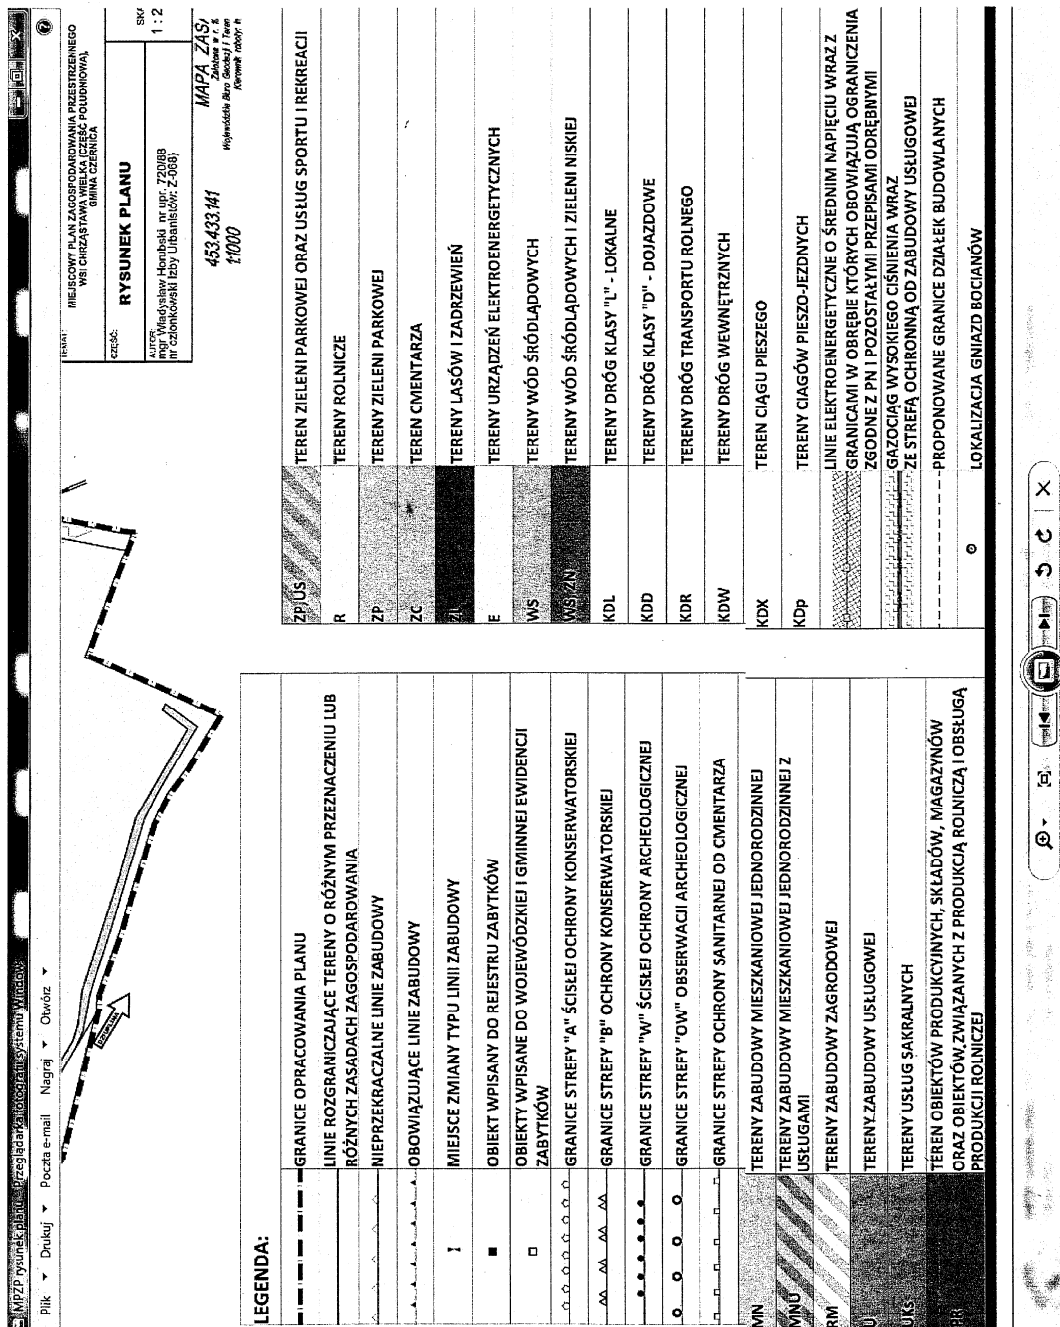 MPZP rysunek planu - Przeglądarka fotografii systemu Windows
Plik Drukuj Poczta e-mail Nagraj Otwórz
DZIUPLINA
TEMAT:
MIEJSCOWY PLAN ZAGOSPODAROWANIA PRZESTRZENNEGO
WSI CHRZĄSTAWA WIELKA (CZĘŚĆ POŁUDNIOWA),
GMINA CZERNICA
CZĘŚĆ:
RYSUNEK PLANU
SK
1 : 2
AUTOR:
mgr Władysław Honibski nr upr. 720/88
nr członkowski Izby Urbanistów: Z-068)
453.433.141
1:1000
MAPA ZAS
Założona w r.
Wojewódzkie Biuro Geodezji i Teren
Kierownik roboty: in
LEGENDA:
GRANICE OPRACOWANIA PLANU
LINIE ROZGRANICZAJĄCE TERENY O RÓŻNYM PRZEZNACZENIU LUB
RÓŻNYCH ZASADACH ZAGOSPODAROWANIA
NIEPRZEKRACZALNE LINIE ZABUDOWY
OBOWIĄZUJĄCE LINIE ZABUDOWY
MIEJSCE ZMIANY TYPU LINII ZABUDOWY
OBIEKT WPISANY DO REJESTRU ZABYTKÓW
OBIEKTY WPISANE DO WOJEWÓDZKIEJ I GMINNEJ EWIDENCJI
ZABYTKÓW
GRANICE STREFY "A" ŚCISŁEJ OCHRONY KONSERWATORSKIEJ
GRANICE STREFY "B" OCHRONY KONSERWATORSKIEJ
GRANICE STREFY "W" ŚCISŁEJ OCHRONY ARCHEOLOGICZNEJ
GRANICE STREFY "OW" OBSERWACJI ARCHEOLOGICZNEJ
GRANICE STREFY OCHRONY SANITARNEJ OD CMENTARZA
MN TERENY ZABUDOWY MIESZKANIOWEJ JEDNORODZINNEJ
MNU TERENY ZABUDOWY MIESZKANIOWEJ JEDNORODZINNEJ Z
USŁUGAMI
RM TERENY ZABUDOWY ZAGRODOWEJ
U TERENY ZABUDOWY USŁUGOWEJ
UKs TERENY USŁUG SAKRALNYCH
PR TEREN OBIEKTÓW PRODUKCYJNYCH, SKŁADÓW, MAGAZYNÓW
ORAZ OBIEKTÓW ZWIĄZANYCH Z PRODUKCJĄ ROLNICZĄ I OBSŁUGĄ
PRODUKCJI ROLNICZEJ
ZP/US TEREN ZIELENI PARKOWEJ ORAZ USŁUG SPORTU I REKREACJI
R TERENY ROLNICZE
ZP TERENY ZIELENI PARKOWEJ
ZC TEREN CMENTARZA
ZL TERENY LASÓW I ZADRZEWIEŃ
E TERENY URZĄDZEŃ ELEKTROENERGETYCZNYCH
WS TERENY WÓD ŚRÓDLĄDOWYCH
WS/ZN TERENY WÓD ŚRÓDLĄDOWYCH I ZIELENI NISKIEJ
KDL TERENY DRÓG KLASY "L" - LOKALNE
KDD TERENY DRÓG KLASY "D" - DOJAZDOWE
KDR TERENY DRÓG TRANSPORTU ROLNEGO
KDW TERENY DRÓG WEWNĘTRZNYCH
KDX TEREN CIĄGU PIESZEGO
KDp TERENY CIĄGÓW PIESZO-JEZDNYCH
LINIE ELEKTROENERGETYCZNE O ŚREDNIM NAPIĘCIU WRAZ Z
GRANICAMI W OBRĘBIE KTÓRYCH OBOWIĄZUJĄ OGRANICZENIA
ZGODNE Z PN I POZOSTAŁYMI PRZEPISAMI ODRĘBNYMI
GAZOCIĄG WYSOKIEGO CIŚNIENIA WRAZ
ZE STREFĄ OCHRONNĄ OD ZABUDOWY USŁUGOWEJ
PROPONOWANE GRANICE DZIAŁEK BUDOWLANYCH
LOKALIZACJA GNIAZD BOCIANÓW